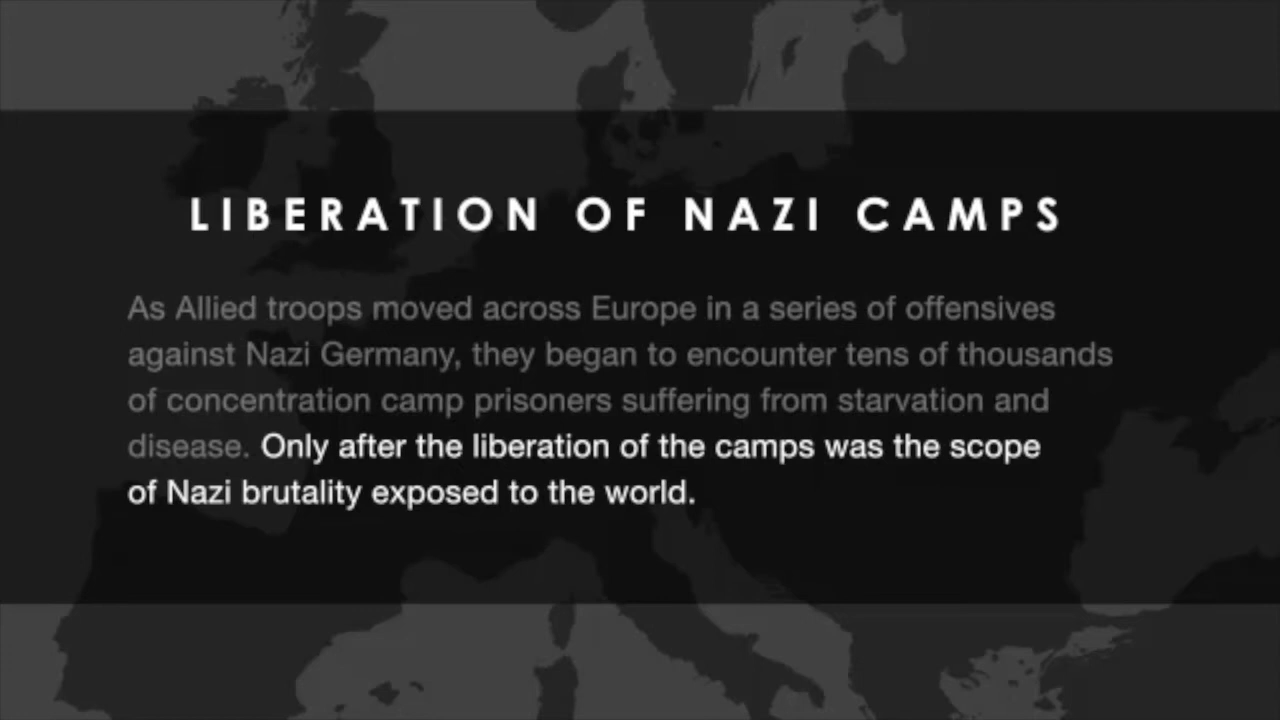 LIBERATION OF NAZI CAMPS
As Allied troops moved across Europe in a series of offensives
against Nazi Germany, they began to encounter tens of thousands
of concentration camp prisoners suffering from starvation and
disease. Only after the liberation of the camps was the scope
of Nazi brutality exposed to the world.